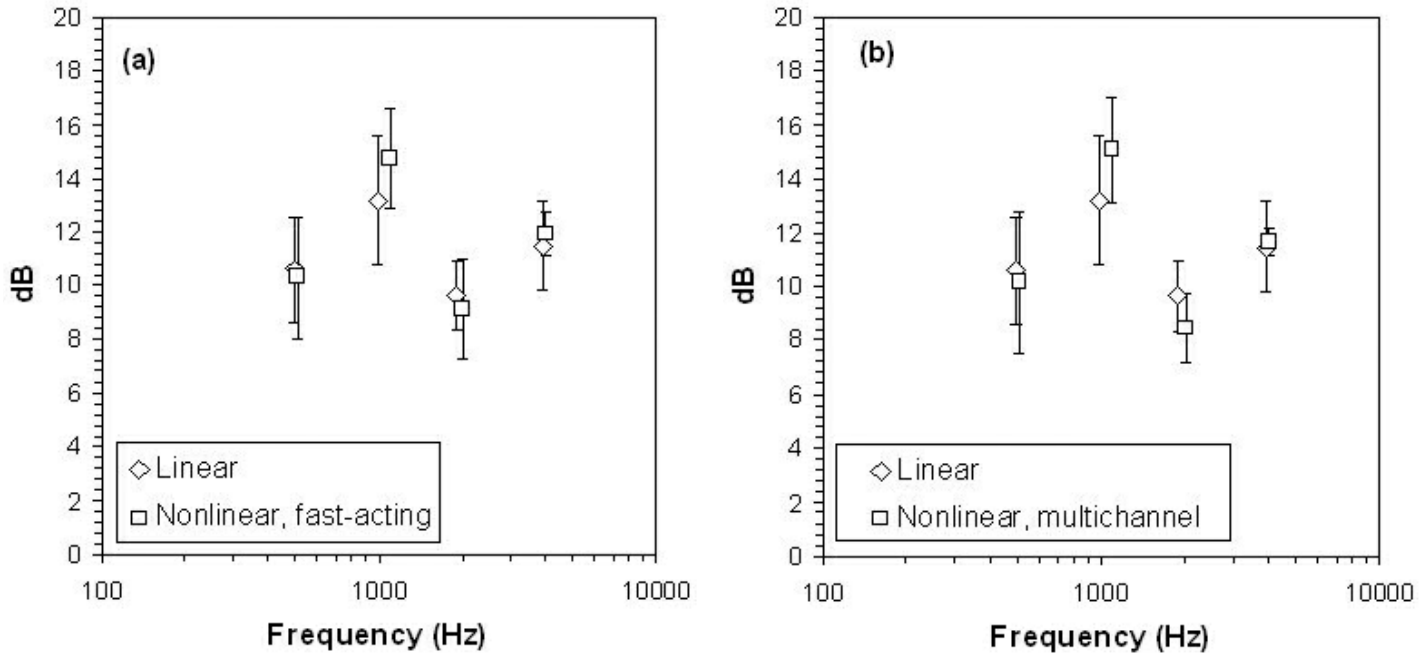 (a)
20
18
16
14
12
10
8
6
4
2
0
dB
Linear
Nonlinear, fast-acting
100
1000
10000
Frequency (Hz)
(b)
20
18
16
14
12
10
8
6
4
2
0
dB
Linear
Nonlinear, multichannel
100
1000
10000
Frequency (Hz)